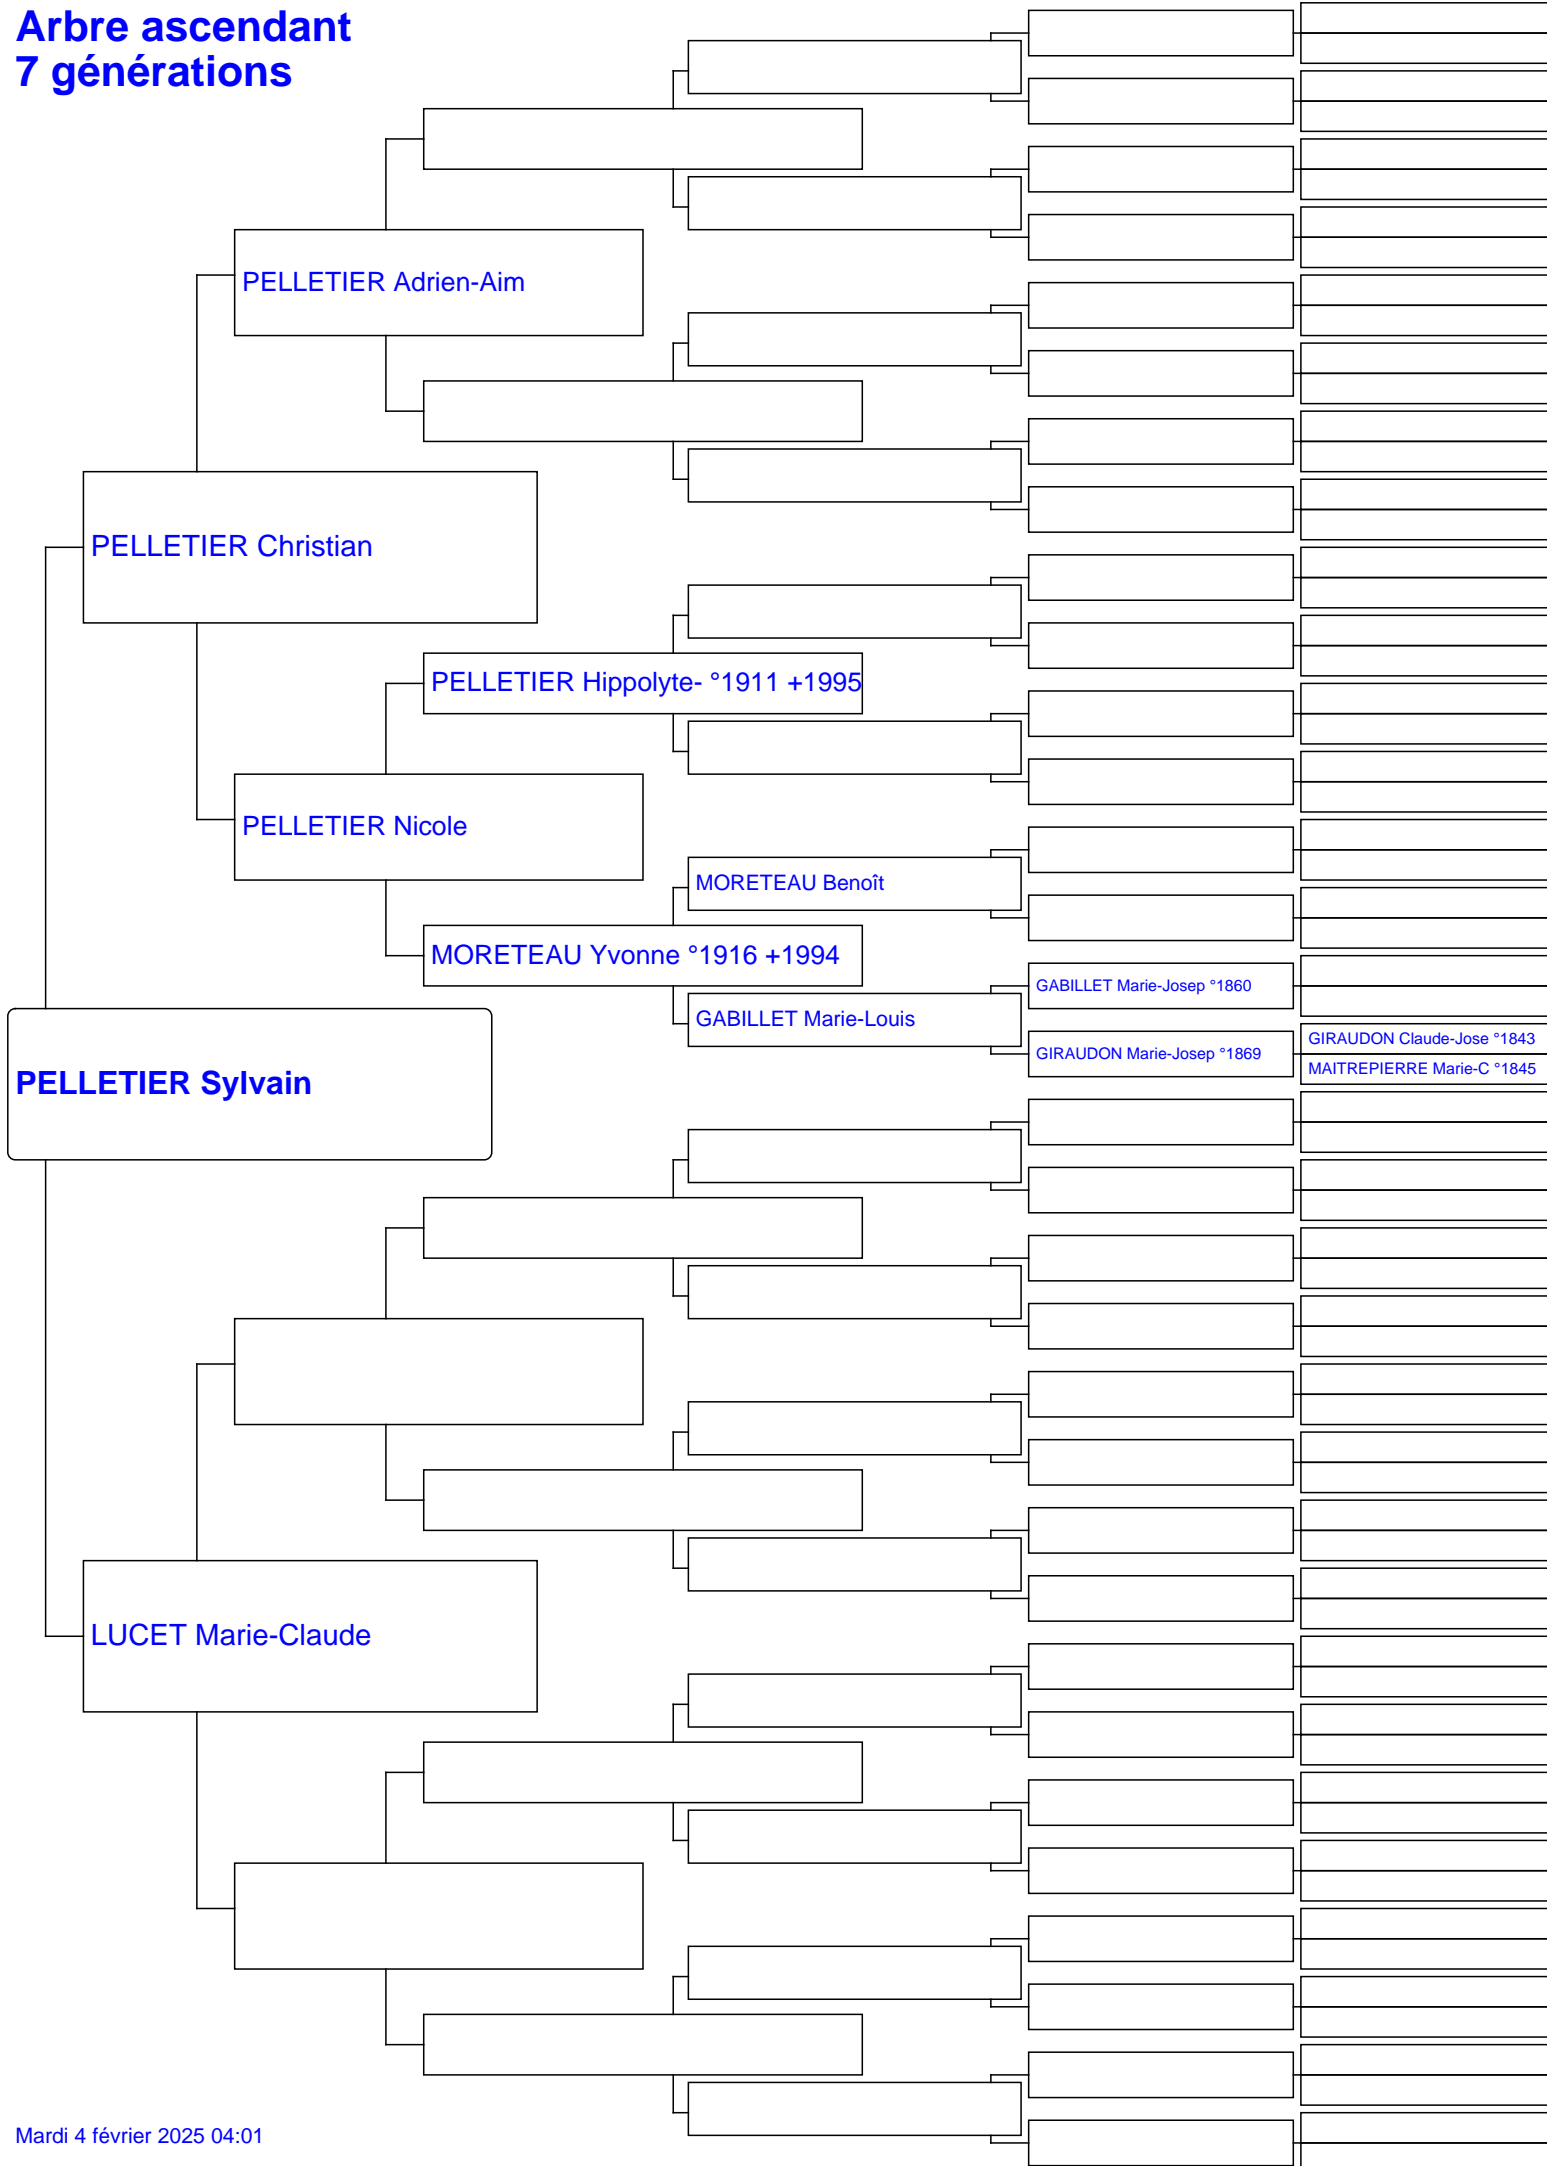 Arbre ascendant
7 générations
PELLETIER Adrien-Aim
PELLETIER Christian
PELLETIER Hippolyte- °1911 +1995
PELLETIER Nicole
MORETEAU Benoît
MORETEAU Yvonne °1916 +1994
GABILLET Marie-Josep °1860
GABILLET Marie-Louis
GIRAUDON Claude-Jose °1843
GIRAUDON Marie-Josep °1869
MAITREPIERRE Marie-C °1845
PELLETIER Sylvain
LUCET Marie-Claude
Mardi 4 février 2025 04:01